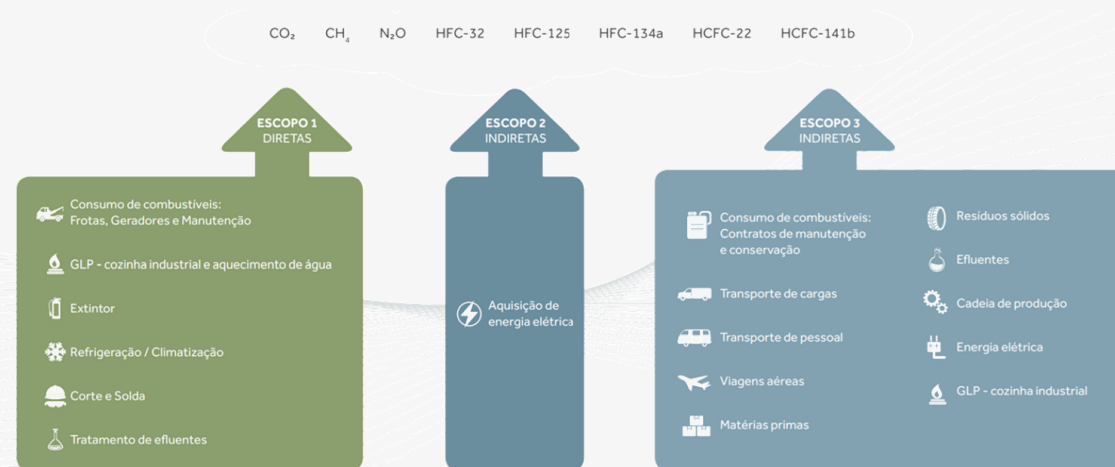 CO₂ CH₄ N₂O HFC-32 HFC-125 HFC-134a HCFC-22 HCFC-141b
ESCOPO 1
DIRETAS
Consumo de combustíveis:
Frotas, Geradores e Manutenção
GLP - cozinha industrial e aquecimento de água
Extintor
Refrigeração / Climatização
Corte e Solda
Tratamento de efluentes
ESCOPO 2
INDIRETAS
Aquisição de
energia elétrica
ESCOPO 3
INDIRETAS
Consumo de combustíveis:
Contratos de manutenção
e conservação
Transporte de cargas
Transporte de pessoal
Viagens aéreas
Matérias primas
Resíduos sólidos
Efluentes
Cadeia de produção
Energia elétrica
GLP - cozinha industrial